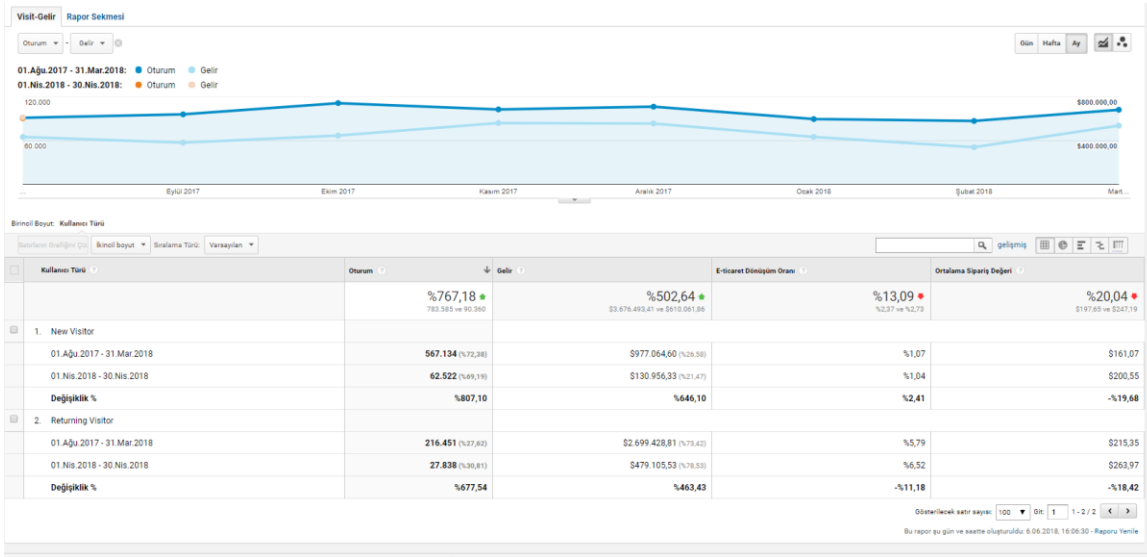 Visit-Gelir Rapor Sekmesi
Oturum - Gelir
Gün Hafta Ay
01.Ağu.2017 - 31.Mar.2018: Oturum Gelir
01.Nis.2018 - 30.Nis.2018: Oturum Gelir
120.000 $800.000,00
60.000 $400.000,00
... Eylül 2017 Ekim 2017 Kasım 2017 Aralık 2017 Ocak 2018 Şubat 2018 Mart...
Birincil Boyut: Kullanıcı Türü
İkincil boyut Sıralama Türü: Varsayılan gelişmiş
Kullanıcı Türü Oturum Gelir E-ticaret Dönüşüm Oranı Ortalama Sipariş Değeri
%767,18 %502,64 %13,09 %20,04
783.585 ve 90.360 $3.676.493,41 ve $610.061,86 %2,37 ve %2,73 $197,65 ve $247,19
1. New Visitor
01.Ağu.2017 - 31.Mar.2018 567.134 (%72,38) $977.064,60 (%26,58) %1,07 $161,07
01.Nis.2018 - 30.Nis.2018 62.522 (%69,19) $130.956,33 (%21,47) %1,04 $200,55
Değişiklik % %807,10 %646,10 %2,41 -%19,68
2. Returning Visitor
01.Ağu.2017 - 31.Mar.2018 216.451 (%27,62) $2.699.428,81 (%73,42) %5,79 $215,35
01.Nis.2018 - 30.Nis.2018 27.838 (%30,81) $479.105,53 (%78,53) %6,52 $263,97
Değişiklik % %677,54 %463,43 -%11,18 -%18,42
Gösterilecek satır sayısı: 100 Git: 1 1 - 2 / 2
Bu rapor şu gün ve saatte oluşturuldu: 6.06.2018, 16:06:30 - Raporu Yenile